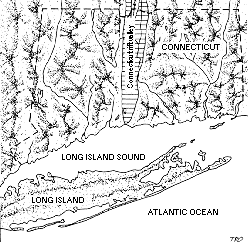 Connecticut Valley
CONNECTICUT
LONG ISLAND SOUND
LONG ISLAND
ATLANTIC OCEAN